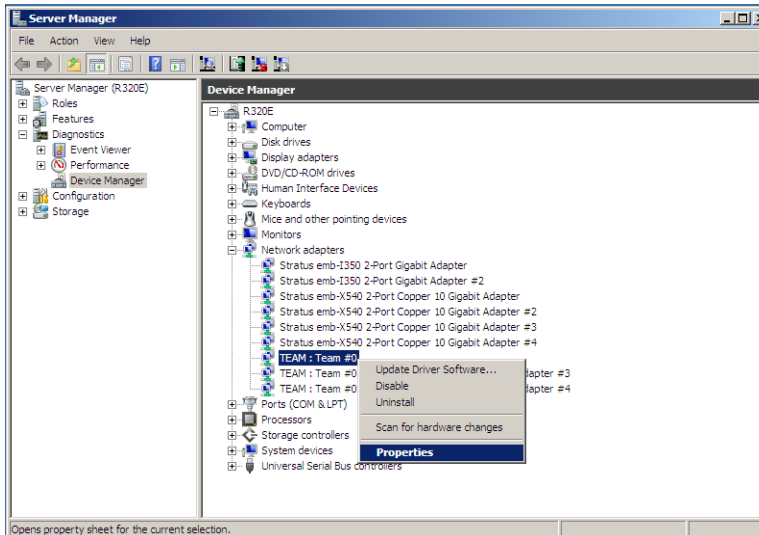 Server Manager
File Action View Help
Server Manager (R320E)
Roles
Features
Diagnostics
Event Viewer
Performance
Device Manager
Configuration
Storage
Device Manager
R320E
Computer
Disk drives
Display adapters
DVD/CD-ROM drives
Human Interface Devices
Keyboards
Mice and other pointing devices
Monitors
Network adapters
Stratus emb-I350 2-Port Gigabit Adapter
Stratus emb-I350 2-Port Gigabit Adapter #2
Stratus emb-X540 2-Port Copper 10 Gigabit Adapter
Stratus emb-X540 2-Port Copper 10 Gigabit Adapter #2
Stratus emb-X540 2-Port Copper 10 Gigabit Adapter #3
Stratus emb-X540 2-Port Copper 10 Gigabit Adapter #4
TEAM : Team #0
TEAM : Team #0 dapter #3
TEAM : Team #0 dapter #4
Ports (COM & LPT)
Processors
Storage controllers
System devices
Universal Serial Bus controllers
Update Driver Software...
Disable
Uninstall
Scan for hardware changes
Properties
Opens property sheet for the current selection.